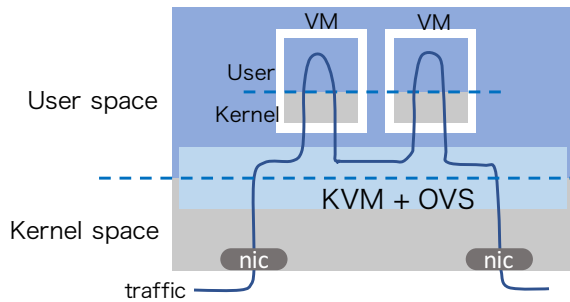 VM
VM
User
Kernel
User space
KVM + OVS
Kernel space
nic
nic
traffic